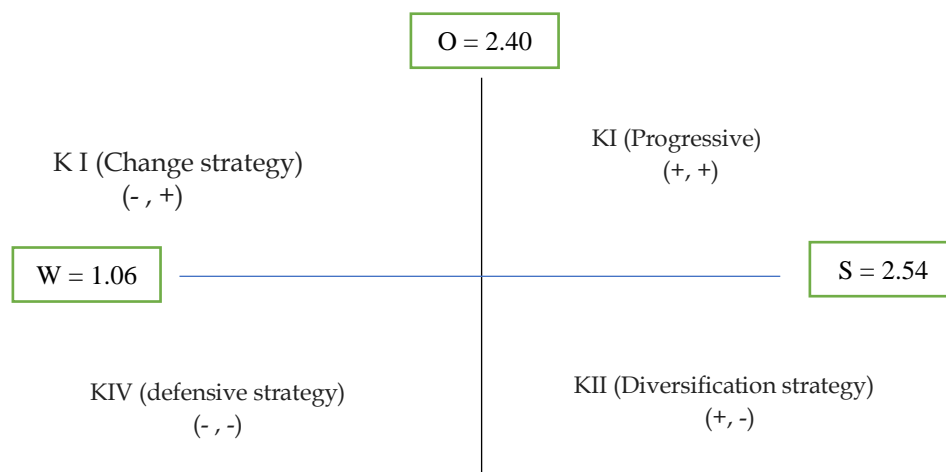 O = 2.40
KI (Progressive)
(+, +)
K I (Change strategy)
(- , +)
W = 1.06
S = 2.54
KIV (defensive strategy)
(- , -)
KII (Diversification strategy)
(+, -)